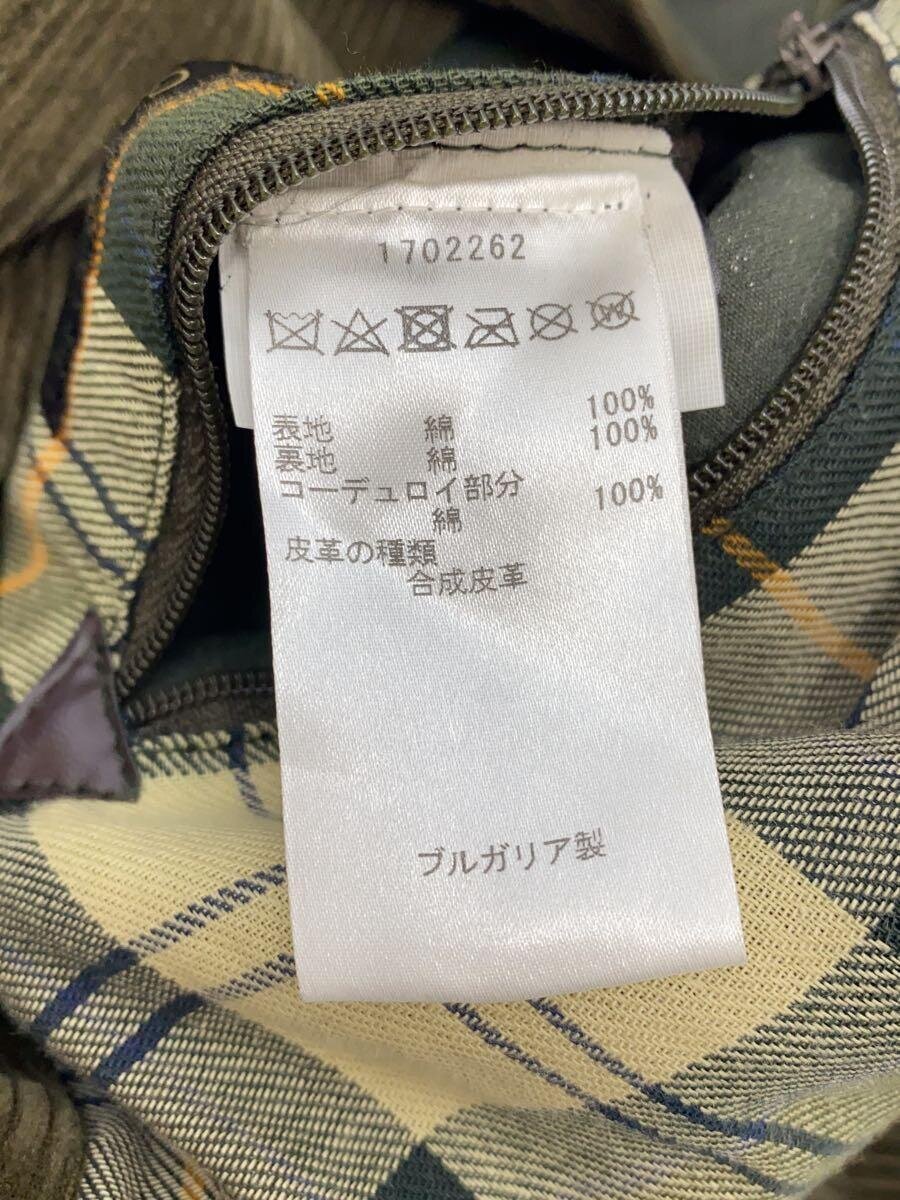 1702262
表地 綿 100%
裏地 綿 100%
コーデュロイ部分
綿 100%
皮革の種類
合成皮革
ブルガリア製